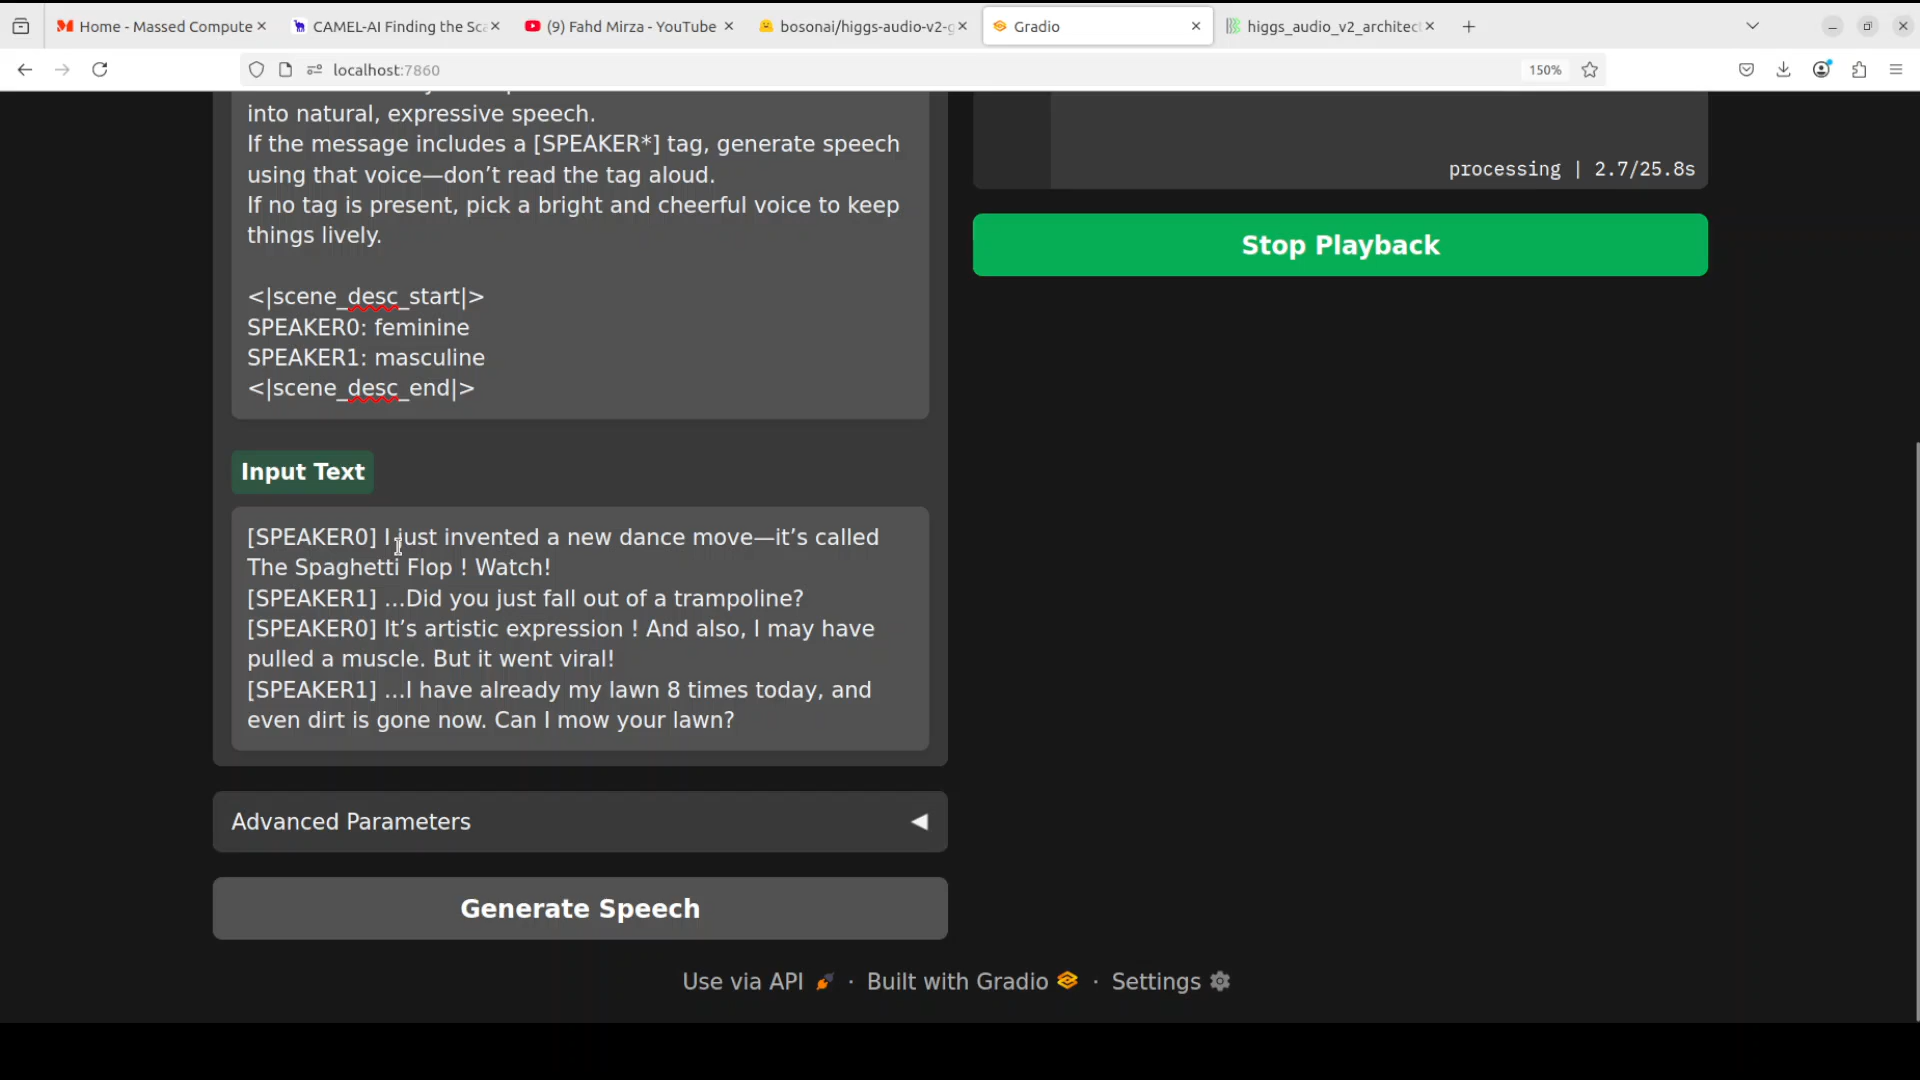 Home - Massed Compute
CAMEL-AI Finding the Sca
(9) Fahd Mirza - YouTube
bosonai/higgs-audio-v2-g
Gradio
higgs_audio_v2_architect
localhost:7860
150%
into natural, expressive speech.
If the message includes a [SPEAKER*] tag, generate speech
using that voice—don’t read the tag aloud.
If no tag is present, pick a bright and cheerful voice to keep
things lively.
<|scene_desc_start|>
SPEAKER0: feminine
SPEAKER1: masculine
<|scene_desc_end|>
Input Text
[SPEAKER0] I just invented a new dance move—it’s called
The Spaghetti Flop ! Watch!
[SPEAKER1] ...Did you just fall out of a trampoline?
[SPEAKER0] It’s artistic expression ! And also, I may have
pulled a muscle. But it went viral!
[SPEAKER1] ...I have already my lawn 8 times today, and
even dirt is gone now. Can I mow your lawn?
Advanced Parameters
Generate Speech
processing | 2.7/25.8s
Stop Playback
Use via API · Built with Gradio · Settings